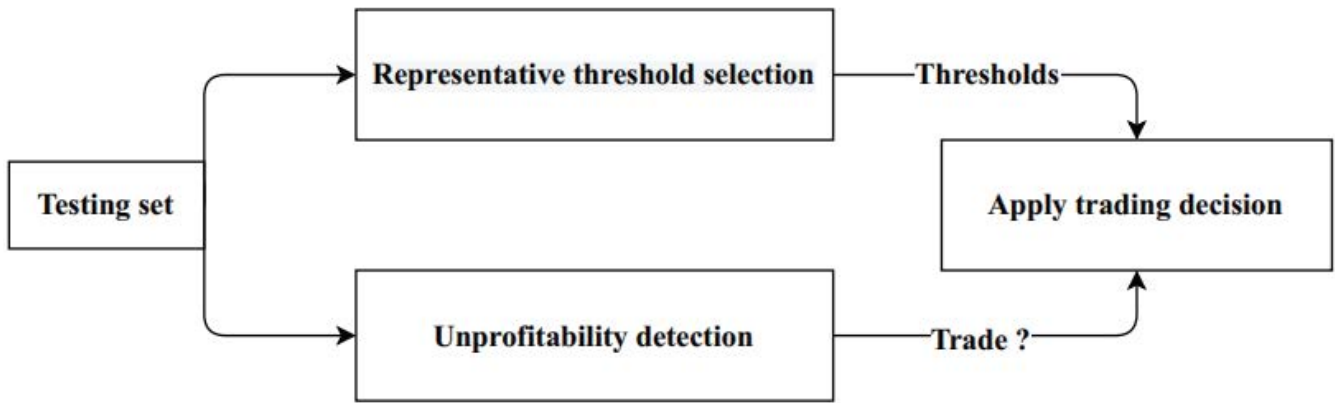 Representative threshold selection
Thresholds
Testing set
Apply trading decision
Unprofitability detection
Trade ?